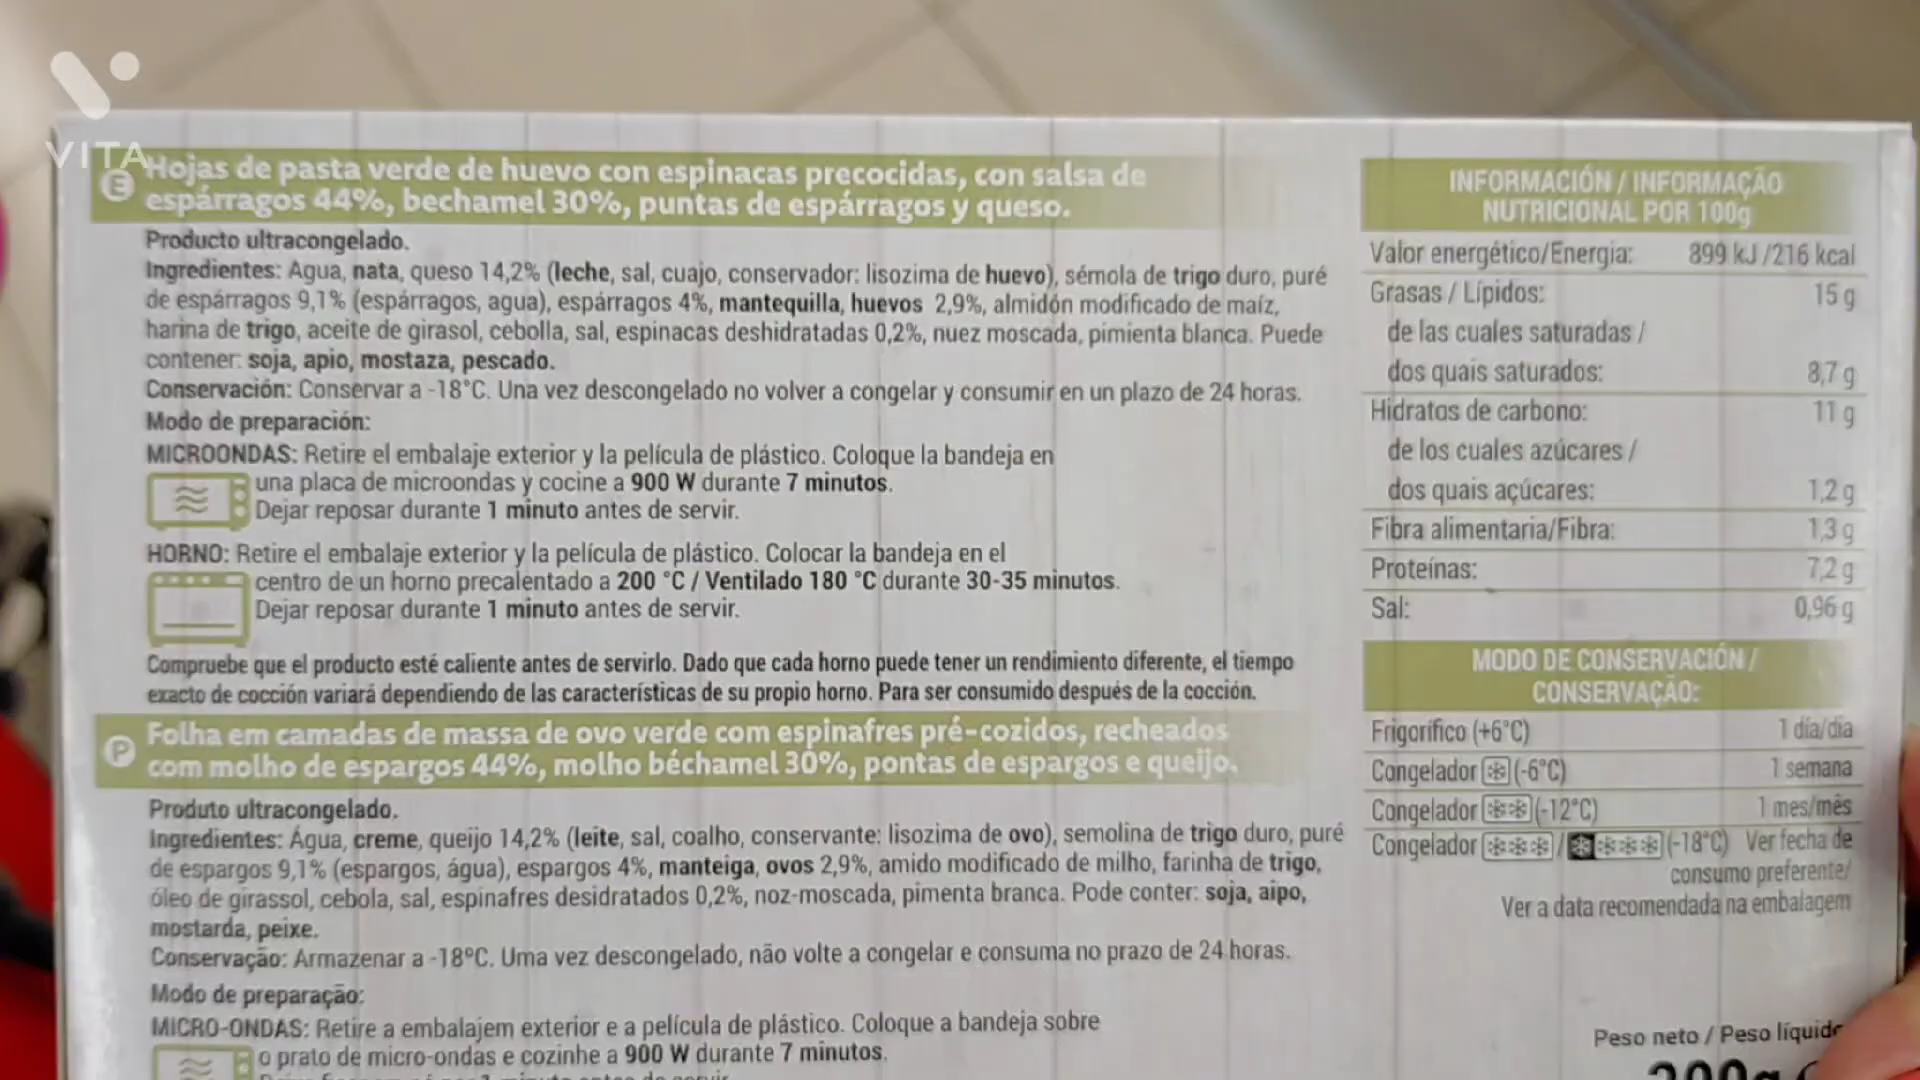 VITA
E
Hojas de pasta verde de huevo con espinacas precocidas, con salsa de
espárragos 44%, bechamel 30%, puntas de espárragos y queso.
Producto ultracongelado.
Ingredientes: Agua, nata, queso 14,2% (leche, sal, cuajo, conservador: lisozima de huevo), sémola de trigo duro, puré
de espárragos 9,1% (espárragos, agua), espárragos 4%, mantequilla, huevos 2,9%, almidón modificado de maíz,
harina de trigo, aceite de girasol, cebolla, sal, espinacas deshidratadas 0,2%, nuez moscada, pimienta blanca. Puede
contener: soja, apio, mostaza, pescado.
Conservación: Conservar a -18°C. Una vez descongelado no volver a congelar y consumir en un plazo de 24 horas.
Modo de preparación:
MICROONDAS: Retire el embalaje exterior y la película de plástico. Coloque la bandeja en
una placa de microondas y cocine a 900 W durante 7 minutos.
Dejar reposar durante 1 minuto antes de servir.
HORNO: Retire el embalaje exterior y la película de plástico. Colocar la bandeja en el
centro de un horno precalentado a 200 °C / Ventilado 180 °C durante 30-35 minutos.
Dejar reposar durante 1 minuto antes de servir.
Compruebe que el producto esté caliente antes de servirlo. Dado que cada horno puede tener un rendimiento diferente, el tiempo
exacto de cocción variará dependiendo de las características de su propio horno. Para ser consumido después de la cocción.
P
Folha em camadas de massa de ovo verde com espinafres pré-cozidos, recheados
com molho de espargos 44%, molho béchamel 30%, pontas de espargos e queijo.
Produto ultracongelado.
Ingredientes: Água, creme, queijo 14,2% (leite, sal, coalho, conservante: lisozima de ovo), semolina de trigo duro, puré
de espargos 9,1% (espargos, água), espargos 4%, manteiga, ovos 2,9%, amido modificado de milho, farinha de trigo,
óleo de girassol, cebola, sal, espinafres desidratados 0,2%, noz-moscada, pimenta branca. Pode conter: soja, aipo,
mostarda, peixe.
Conservação: Armazenar a -18°C. Uma vez descongelado, não volte a congelar e consuma no prazo de 24 horas.
Modo de preparação:
MICRO-ONDAS: Retire a embalajem exterior e a película de plástico. Coloque a bandeja sobre
o prato de micro-ondas e cozinhe a 900 W durante 7 minutos.
INFORMACIÓN / INFORMAÇÃO
NUTRICIONAL POR 100g
Valor energético/Energia: 899 kJ /216 kcal
Grasas / Lípidos: 15 g
de las cuales saturadas /
dos quais saturados: 8,7 g
Hidratos de carbono: 11 g
de los cuales azúcares /
dos quais açúcares: 1,2 g
Fibra alimentaria/Fibra: 1,3 g
Proteínas: 7,2 g
Sal: 0,96 g
MODO DE CONSERVACIÓN /
CONSERVAÇÃO:
Frigorífico (+6°C) 1 día/dia
Congelador (-6°C) 1 semana
Congelador (-12°C) 1 mes/mês
Congelador / (-18°C) Ver fecha de
consumo preferente/
Ver a data recomendada na embalagem
Peso neto / Peso líquido